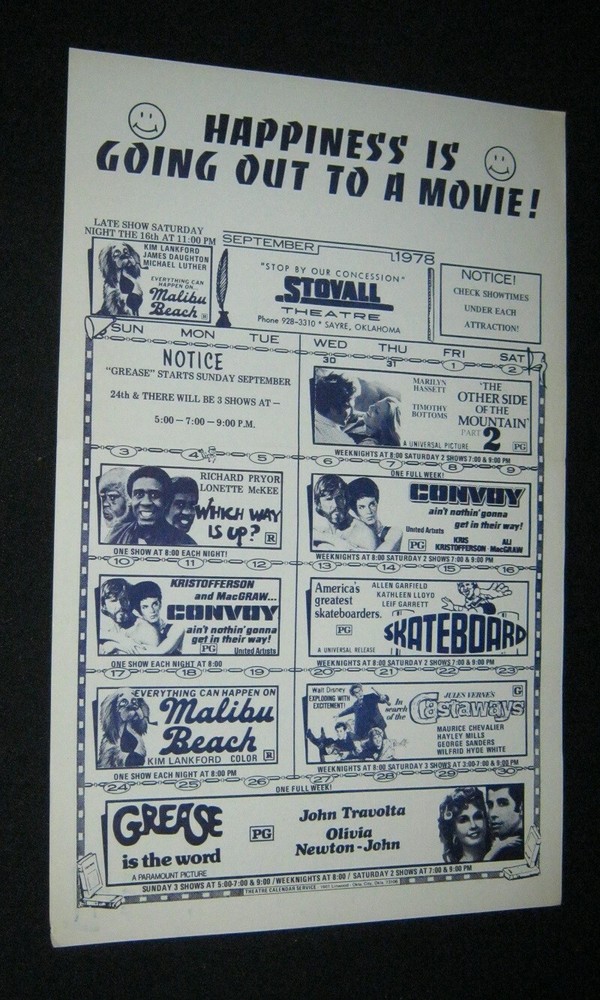 HAPPINESS IS
GOING OUT TO A MOVIE!
LATE SHOW SATURDAY
NIGHT THE 16th AT 11:00 PM
KIM LANKFORD
JAMES DAUGHTON
MICHAEL LUTHER
EVERYTHING CAN
HAPPEN ON...
Malibu
Beach R
SEPTEMBER 1978
"STOP BY OUR CONCESSION"
STOVALL
THEATRE
Phone 928-3310 * SAYRE, OKLAHOMA
NOTICE!
CHECK SHOWTIMES
UNDER EACH
ATTRACTION!
SUN MON TUE WED THU FRI SAT
30 31 1 2
NOTICE
"GREASE" STARTS SUNDAY SEPTEMBER
24th & THERE WILL BE 3 SHOWS AT —
5:00 — 7:00 — 9:00 P.M.
MARILYN
HASSETT
TIMOTHY
BOTTOMS
'THE
OTHER SIDE
OF THE
MOUNTAIN'
PART 2
A UNIVERSAL PICTURE PG
WEEKNIGHTS AT 8:00 SATURDAY 2 SHOWS 7:00 & 9:00 PM
3 4 5 6 7 8 9
RICHARD PRYOR
LONETTE McKEE
WHICH WAY
IS UP? R
ONE SHOW AT 8:00 EACH NIGHT!
ONE FULL WEEK!
CONVOY
ain't nothin' gonna
get in their way!
United Artists
PG
KRIS KRISTOFFERSON · ALI MacGRAW
WEEKNIGHTS AT 8:00 SATURDAY 2 SHOWS 7:00 & 9:00 PM
10 11 12 13 14 15 16
KRISTOFFERSON
and MacGRAW...
CONVOY
ain't nothin' gonna
get in their way!
PG United Artists
ONE SHOW EACH NIGHT AT 8:00
America's
greatest
skateboarders.
PG
A UNIVERSAL RELEASE
ALLEN GARFIELD
KATHLEEN LLOYD
LEIF GARRETT
SKATEBOARD
WEEKNIGHTS AT 8:00 SATURDAY 2 SHOWS 7:00 & 9:00 PM
17 18 19 20 21 22 23
EVERYTHING CAN HAPPEN ON
Malibu
Beach
KIM LANKFORD COLOR R
ONE SHOW EACH NIGHT AT 8:00 PM
Walt Disney
EXPLODING WITH
EXCITEMENT!
JULES VERNE'S G
In
search
of the
Castaways
MAURICE CHEVALIER
HAYLEY MILLS
GEORGE SANDERS
WILFRID HYDE WHITE
WEEKNIGHTS AT 8:00 SATURDAY 3 SHOWS AT 3:00-7:00 & 9:00 PM
24 25 26 27 28 29 30
ONE FULL WEEK!
GREASE
is the word
A PARAMOUNT PICTURE
PG
John Travolta
Olivia
Newton-John
SUNDAY 3 SHOWS AT 5:00-7:00 & 9:00 / WEEKNIGHTS AT 8:00 / SATURDAY 2 SHOWS AT 7:00 & 9:00 PM
THEATRE CALENDAR SERVICE